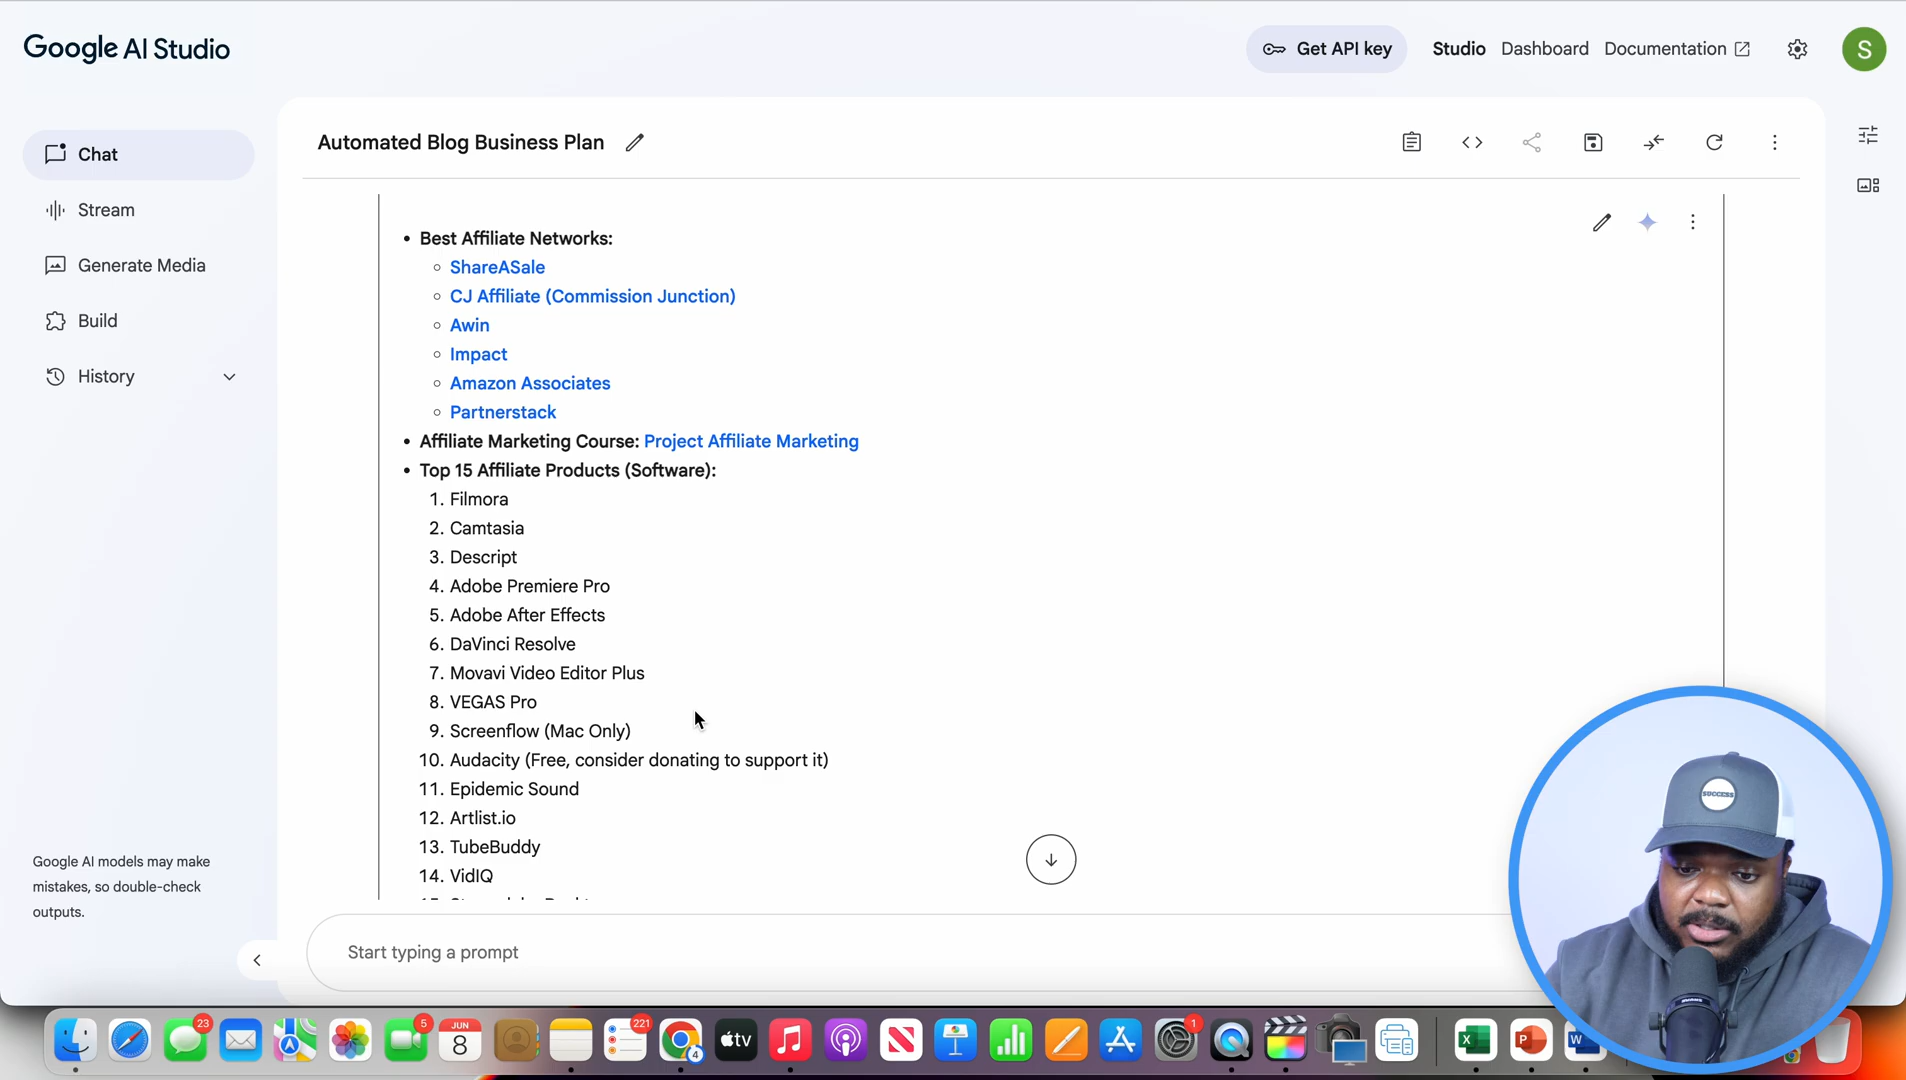 Google AI Studio
Get API key
Studio
Dashboard
Documentation
S
Chat
Stream
Generate Media
Build
History
Google AI models may make
mistakes, so double-check
outputs.
Automated Blog Business Plan
• Best Affiliate Networks:
ShareASale
CJ Affiliate (Commission Junction)
Awin
Impact
Amazon Associates
Partnerstack
• Affiliate Marketing Course: Project Affiliate Marketing
• Top 15 Affiliate Products (Software):
1. Filmora
2. Camtasia
3. Descript
4. Adobe Premiere Pro
5. Adobe After Effects
6. DaVinci Resolve
7. Movavi Video Editor Plus
8. VEGAS Pro
9. Screenflow (Mac Only)
10. Audacity (Free, consider donating to support it)
11. Epidemic Sound
12. Artlist.io
13. TubeBuddy
14. VidIQ
Start typing a prompt
SUCCESS
23
5
JUN
8
221
4
tv
1
X
P
W